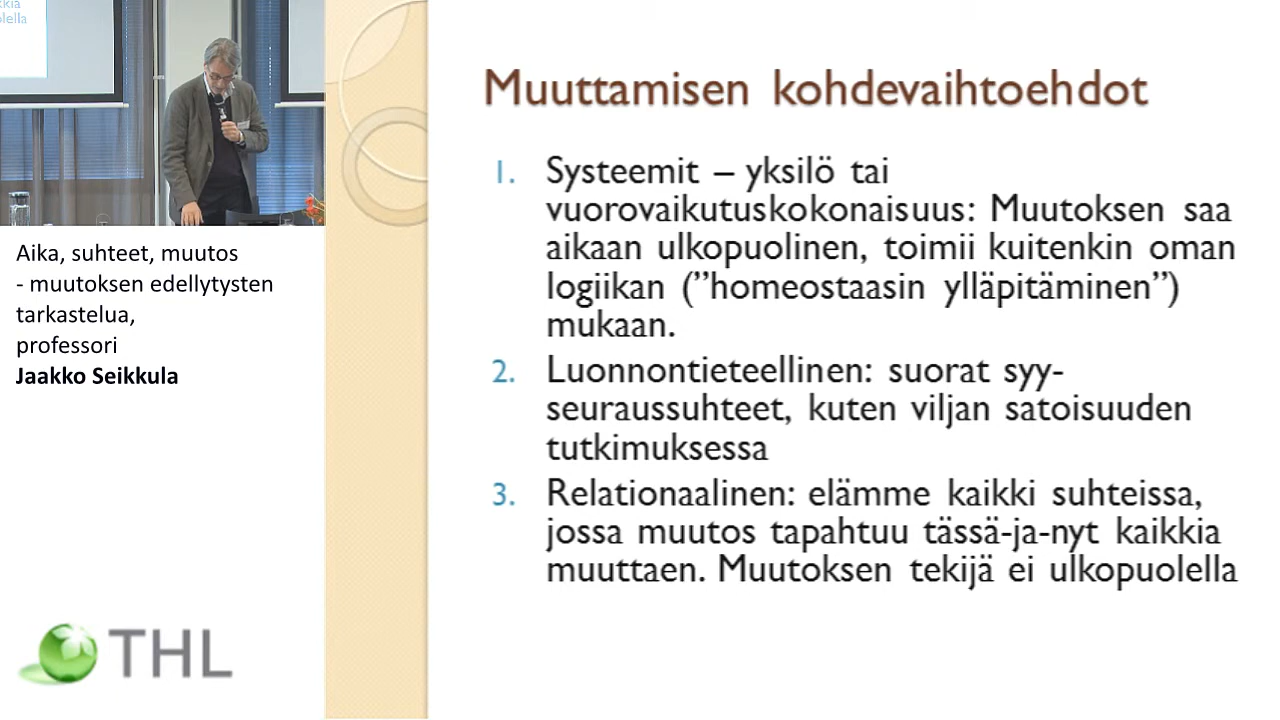 kkia
olella
Aika, suhteet, muutos
- muutoksen edellytysten
tarkastelua,
professori
Jaakko Seikkula
THL
Muuttamisen kohdevaihtoehdot
1. Systeemit – yksilö tai
vuorovaikutuskokonaisuus: Muutoksen saa
aikaan ulkopuolinen, toimii kuitenkin oman
logiikan (”homeostaasin ylläpitäminen”)
mukaan.
2. Luonnontieteellinen: suorat syy-
seuraussuhteet, kuten viljan satoisuuden
tutkimuksessa
3. Relationaalinen: elämme kaikki suhteissa,
jossa muutos tapahtuu tässä-ja-nyt kaikkia
muuttaen. Muutoksen tekijä ei ulkopuolella